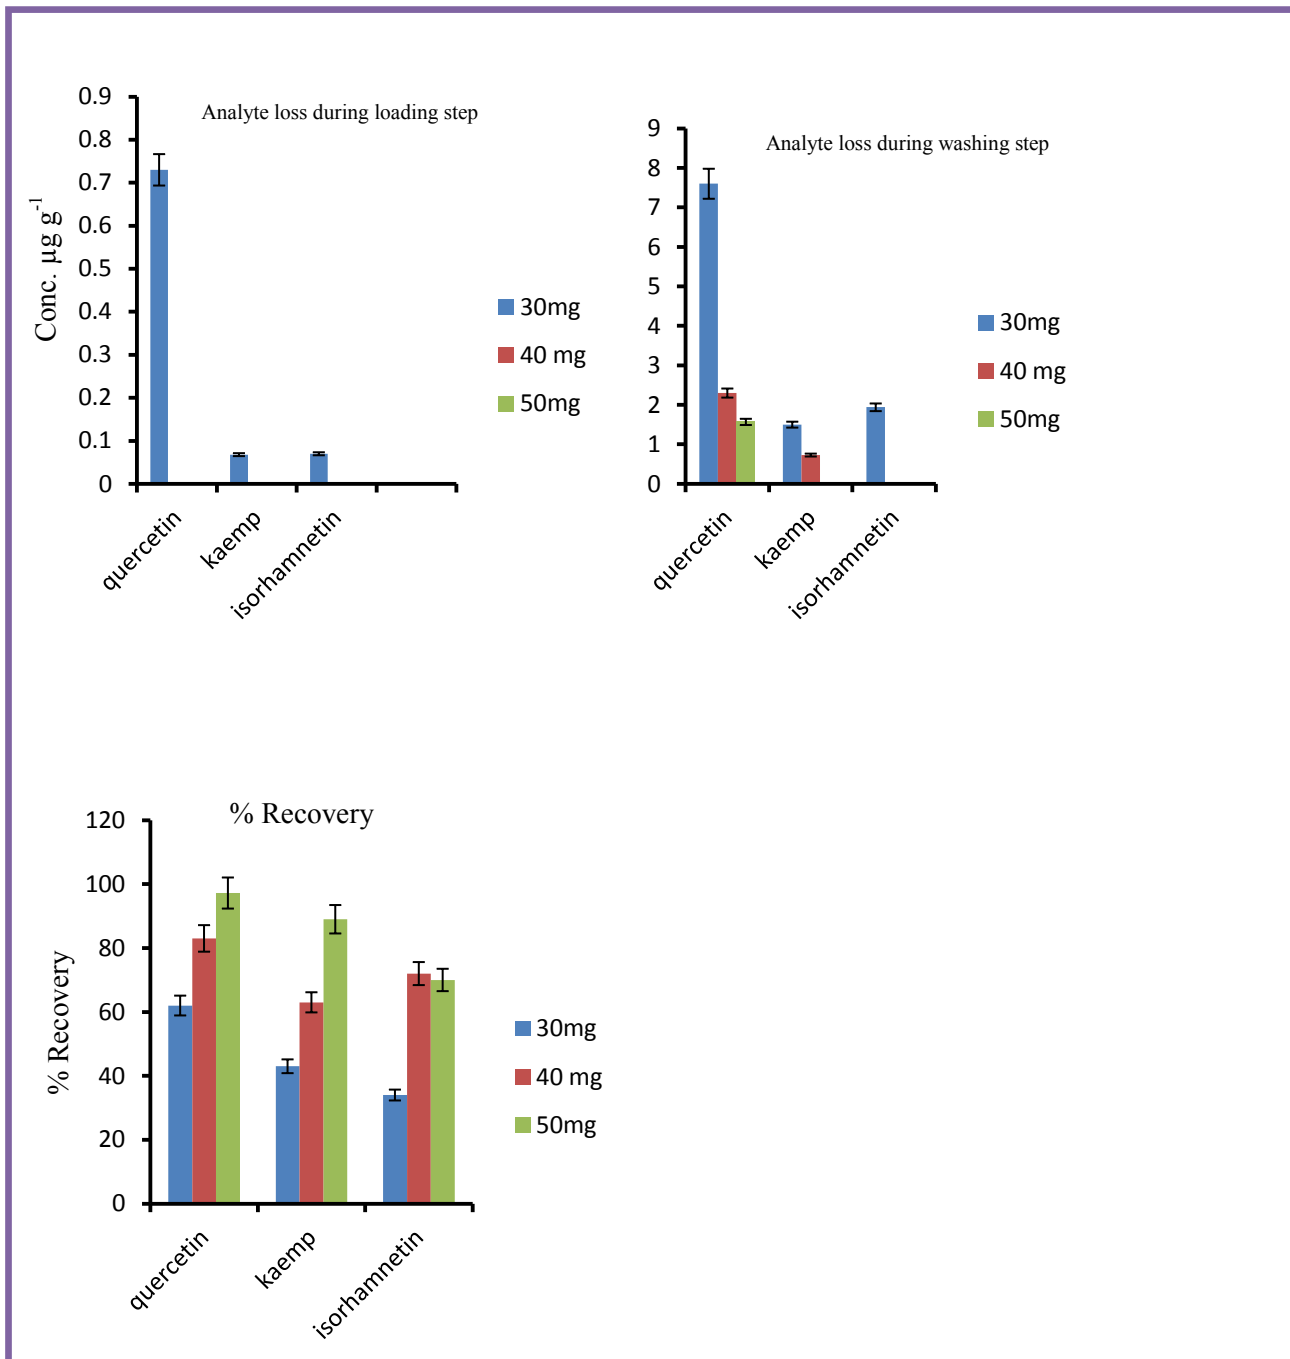 Analyte loss during loading step
0.9
0.8
0.7
0.6
0.5
0.4
0.3
0.2
0.1
0
Conc. µg g-1
quercetin
kaemp
isorhamnetin
30mg
40 mg
50mg
Analyte loss during washing step
9
8
7
6
5
4
3
2
1
0
quercetin
kaemp
isorhamnetin
30mg
40 mg
50mg
% Recovery
120
100
80
60
40
20
0
% Recovery
quercetin
kaemp
isorhamnetin
30mg
40 mg
50mg